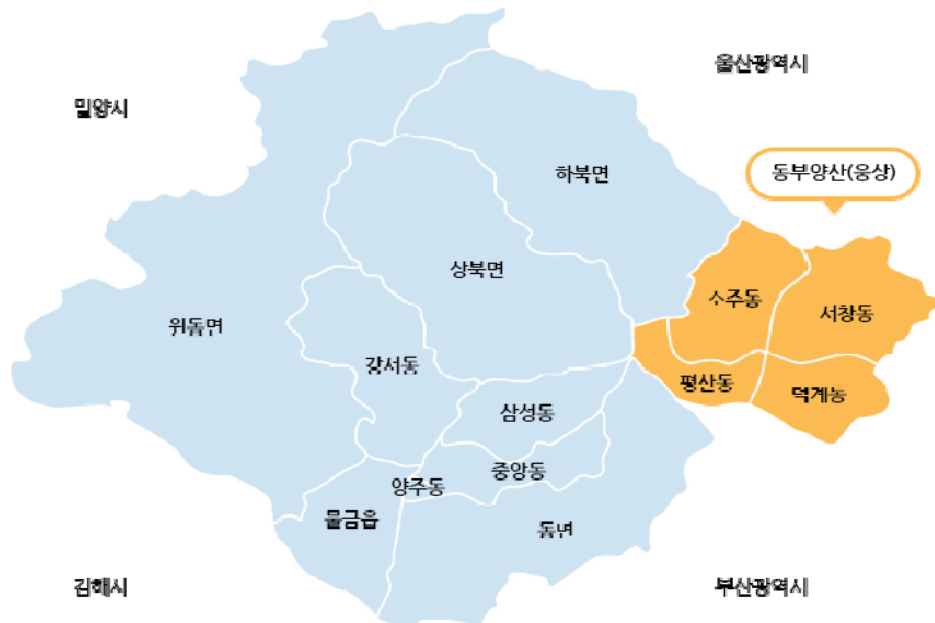 울산광역시
밀양시
하북면
동부양산(웅상)
상북면
소주동
서창동
원동면
강서동
평산동
덕계동
삼성동
중앙동
양주동
물금읍
동면
김해시
부산광역시